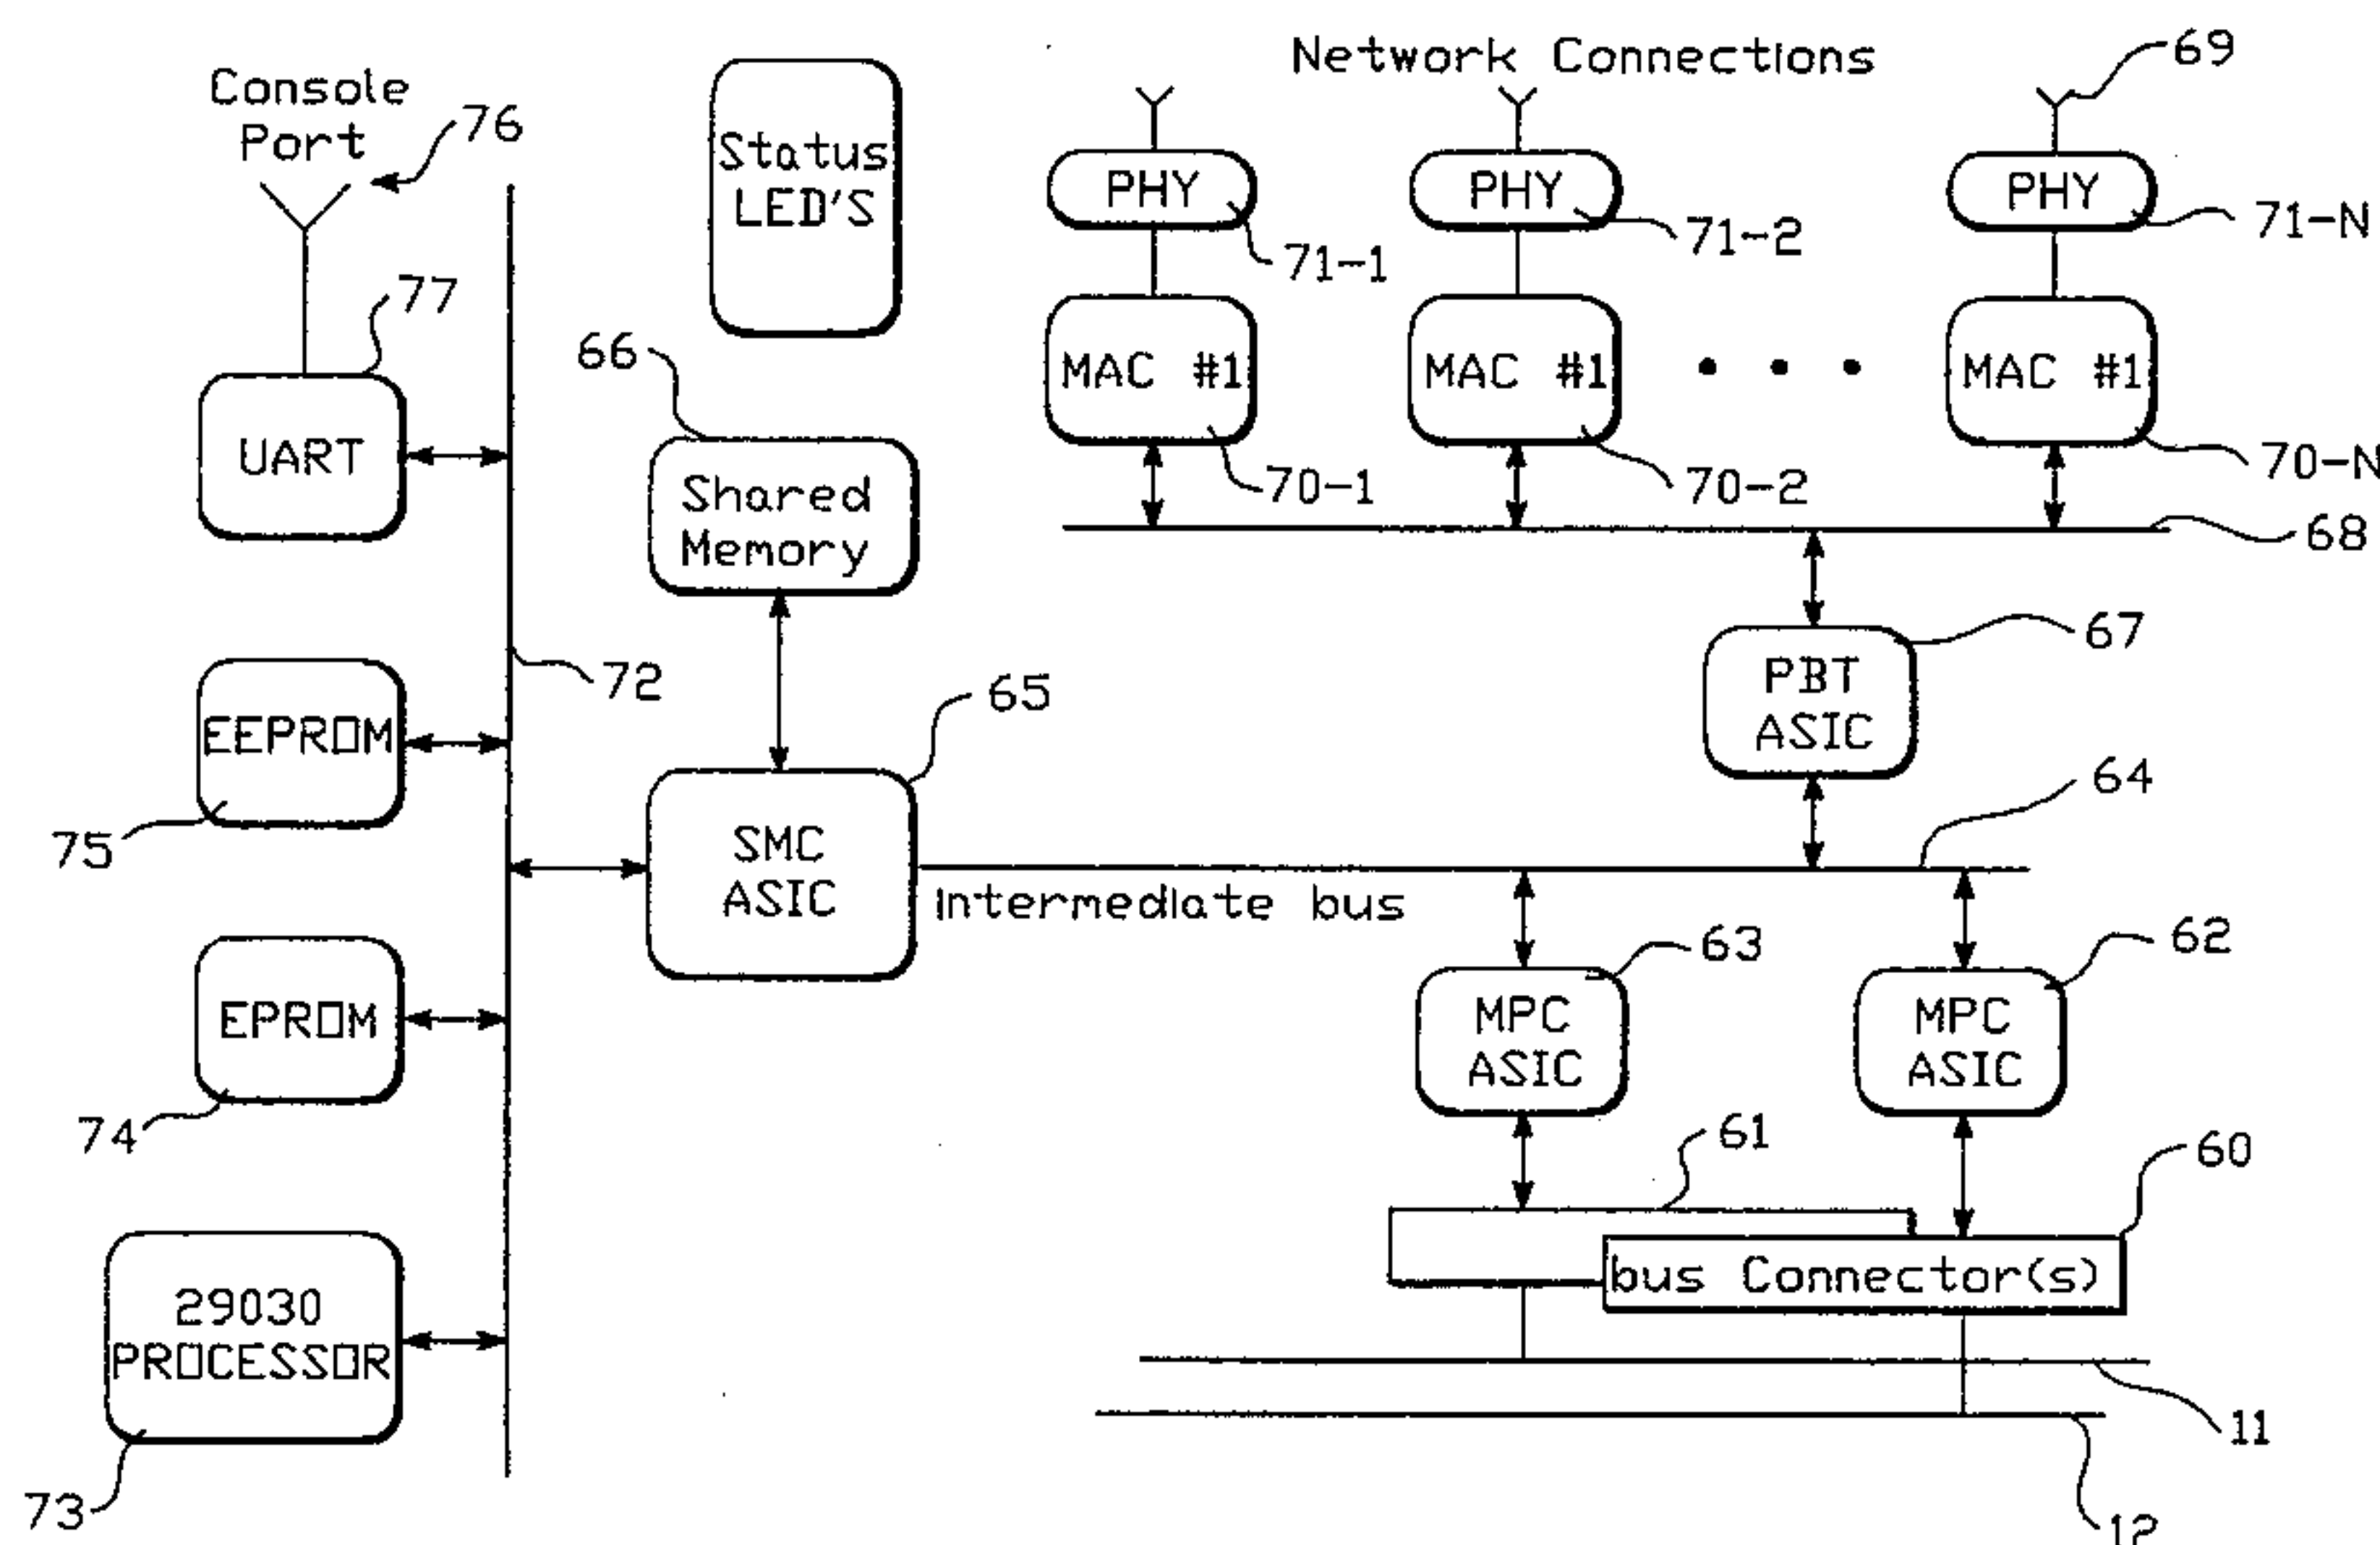 Network Connections
69
Console
Port
76
Status
LED'S
PHY
PHY
PHY
71-1
71-2
71-N
77
66
MAC #1
MAC #1
• • •
MAC #1
UART
Shared
Memory
70-1
70-2
70-N
68
67
72
65
PBT
ASIC
EEPROM
75
64
SMC
ASIC
Intermediate bus
63
62
EPROM
74
MPC
ASIC
MPC
ASIC
61
60
bus Connector(s)
29030
PROCESSOR
73
11
12